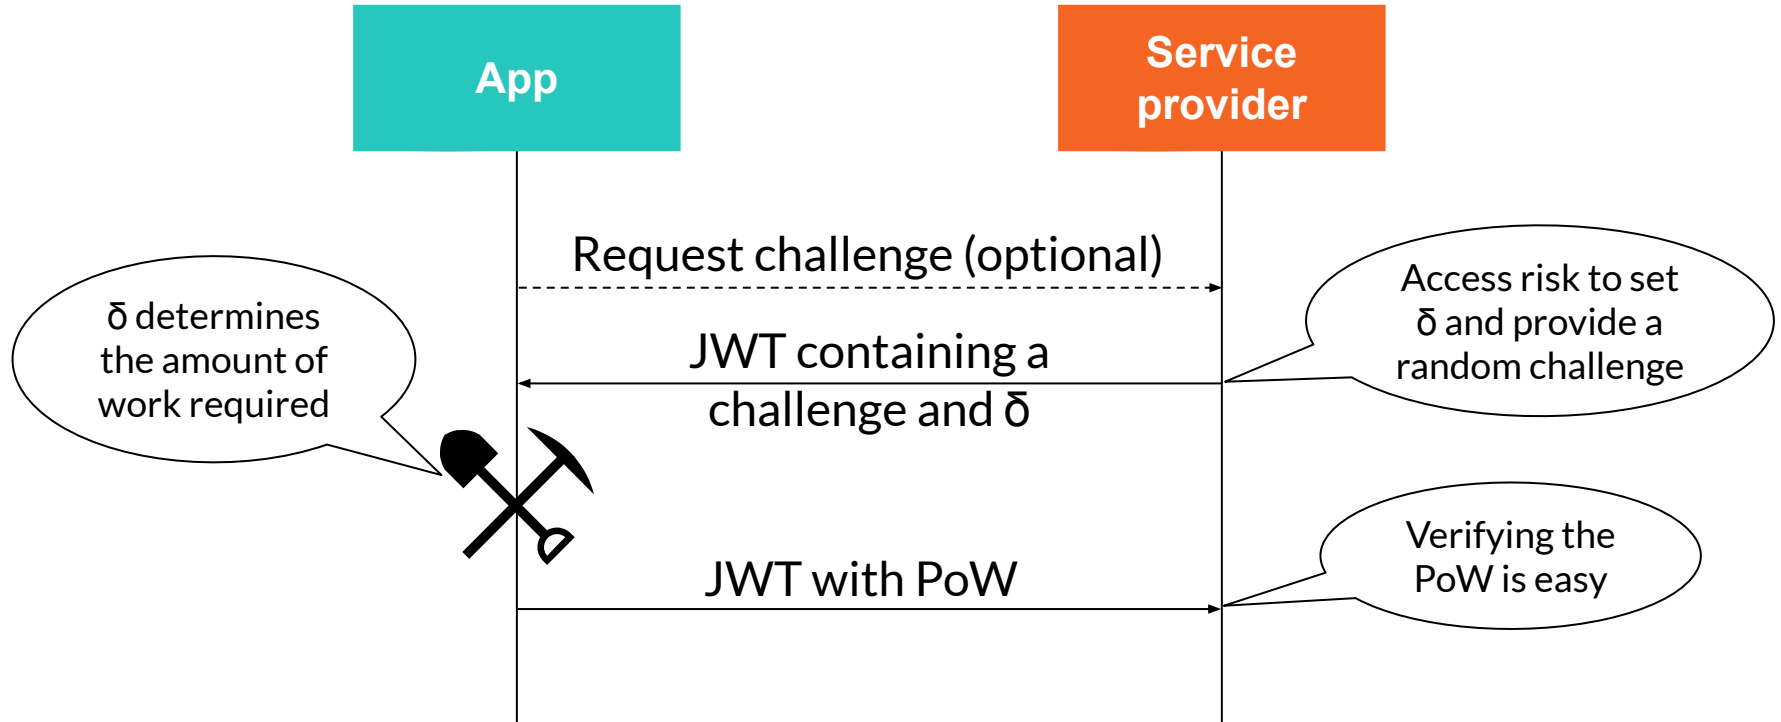 App
Service
provider
Request challenge (optional)
Access risk to set
δ and provide a
random challenge
δ determines
the amount of
work required
JWT containing a
challenge and δ
Verifying the
PoW is easy
JWT with PoW